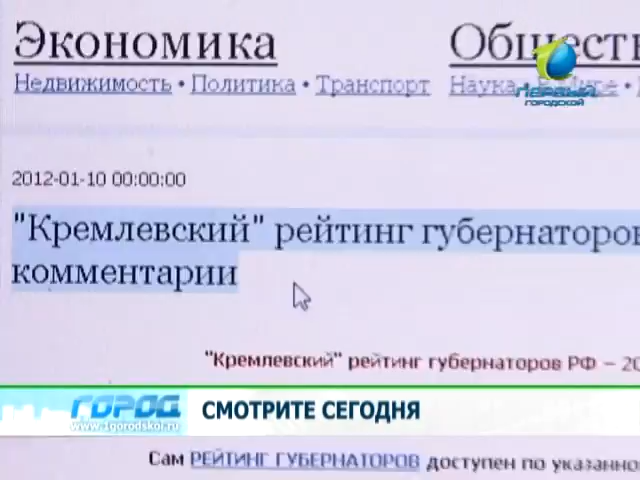 Экономика
Обществ
Недвижимость • Политика • Транспорт
Наука •
Первый
городской
2012-01-10 00:00:00
"Кремлевский" рейтинг губернаторов
комментарии
"Кремлевский" рейтинг губернаторов РФ – 20
ГОРОД
www.1gorodskoi.ru
СМОТРИТЕ СЕГОДНЯ
Сам РЕЙТИНГ ГУБЕРНАТОРОВ доступен по указанно